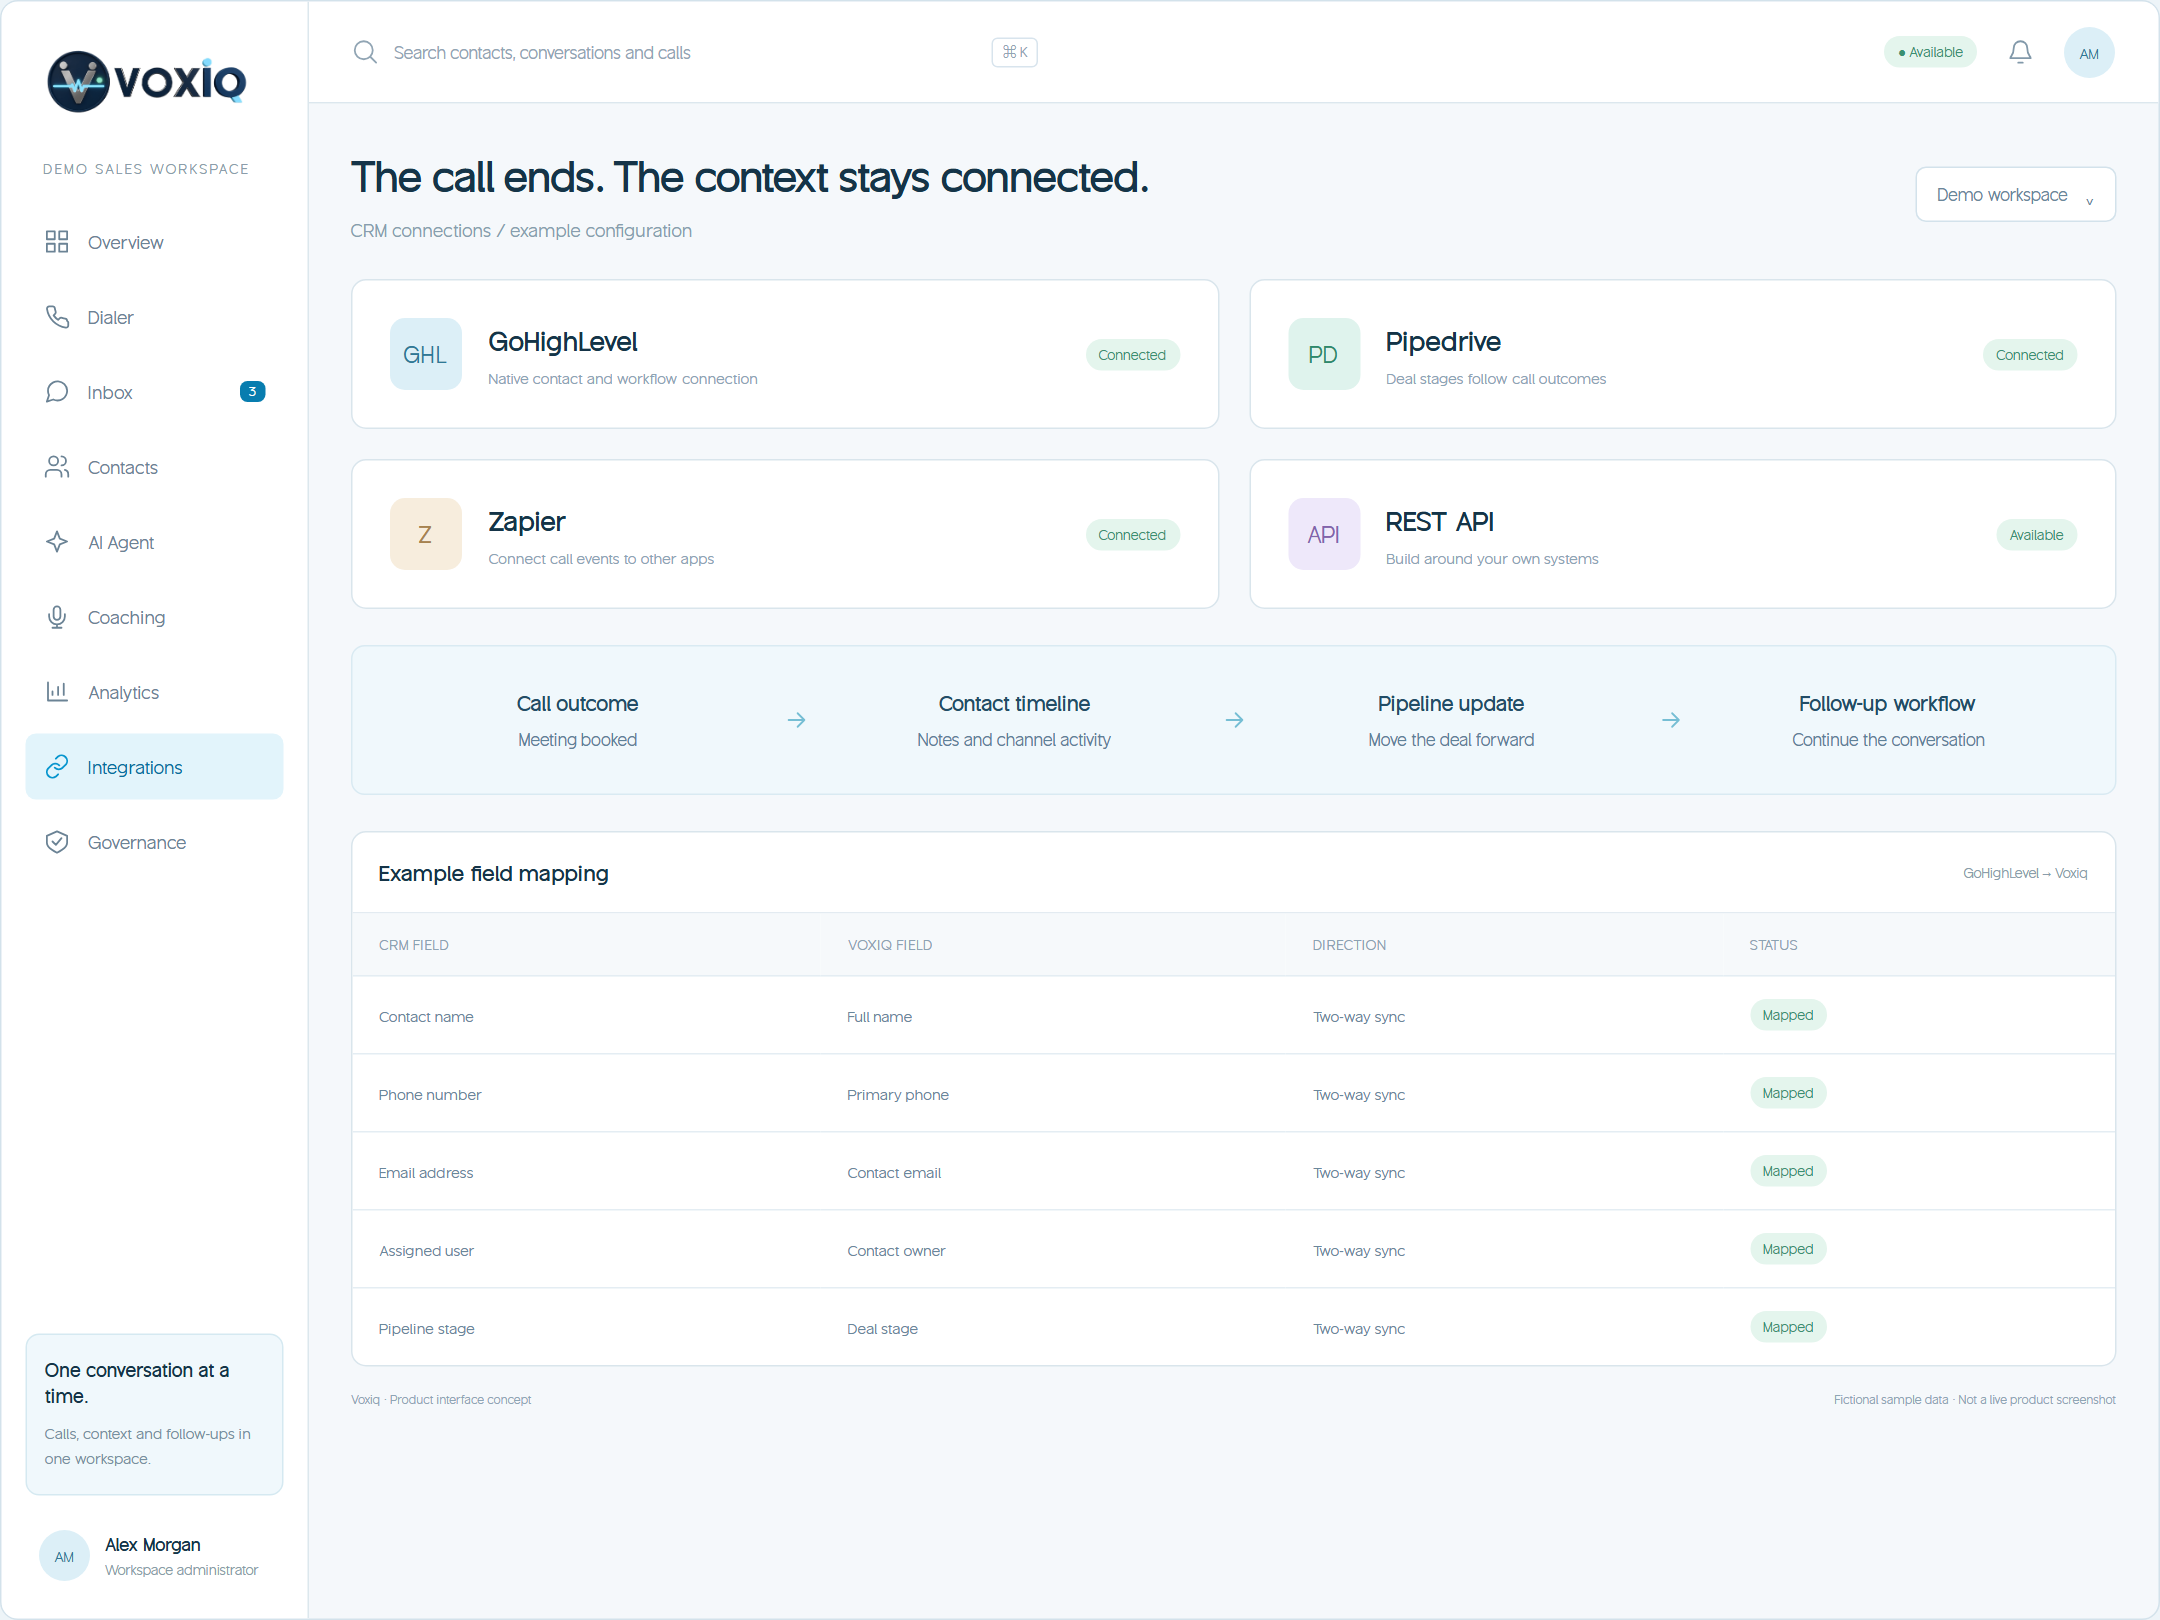 voxiq
DEMO SALES WORKSPACE
Overview
Dialer
Inbox 3
Contacts
AI Agent
Coaching
Analytics
Integrations
Governance
One conversation at a
time.
Calls, context and follow-ups in
one workspace.
AM
Alex Morgan
Workspace administrator
Search contacts, conversations and calls ⌘K
• Available
AM
The call ends. The context stays connected.
CRM connections / example configuration
Demo workspace v
GHL
GoHighLevel
Native contact and workflow connection
Connected
PD
Pipedrive
Deal stages follow call outcomes
Connected
Z
Zapier
Connect call events to other apps
Connected
API
REST API
Build around your own systems
Available
Call outcome
Meeting booked
→
Contact timeline
Notes and channel activity
→
Pipeline update
Move the deal forward
→
Follow-up workflow
Continue the conversation
Example field mapping
GoHighLevel → Voxiq
CRM FIELD VOXIQ FIELD DIRECTION STATUS
Contact name Full name Two-way sync Mapped
Phone number Primary phone Two-way sync Mapped
Email address Contact email Two-way sync Mapped
Assigned user Contact owner Two-way sync Mapped
Pipeline stage Deal stage Two-way sync Mapped
Voxiq · Product interface concept
Fictional sample data · Not a live product screenshot